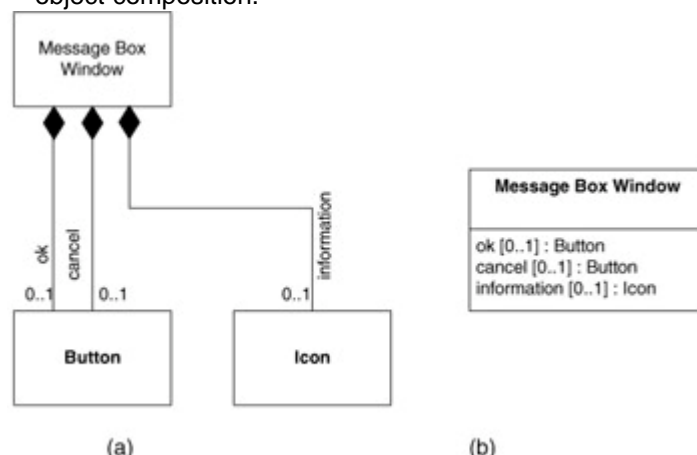 object composition.
Message Box
Window
ok
cancel
information
0..1
0..1
0..1
Button
Icon
Message Box Window
ok [0..1] : Button
cancel [0..1] : Button
information [0..1] : Icon
(a)
(b)